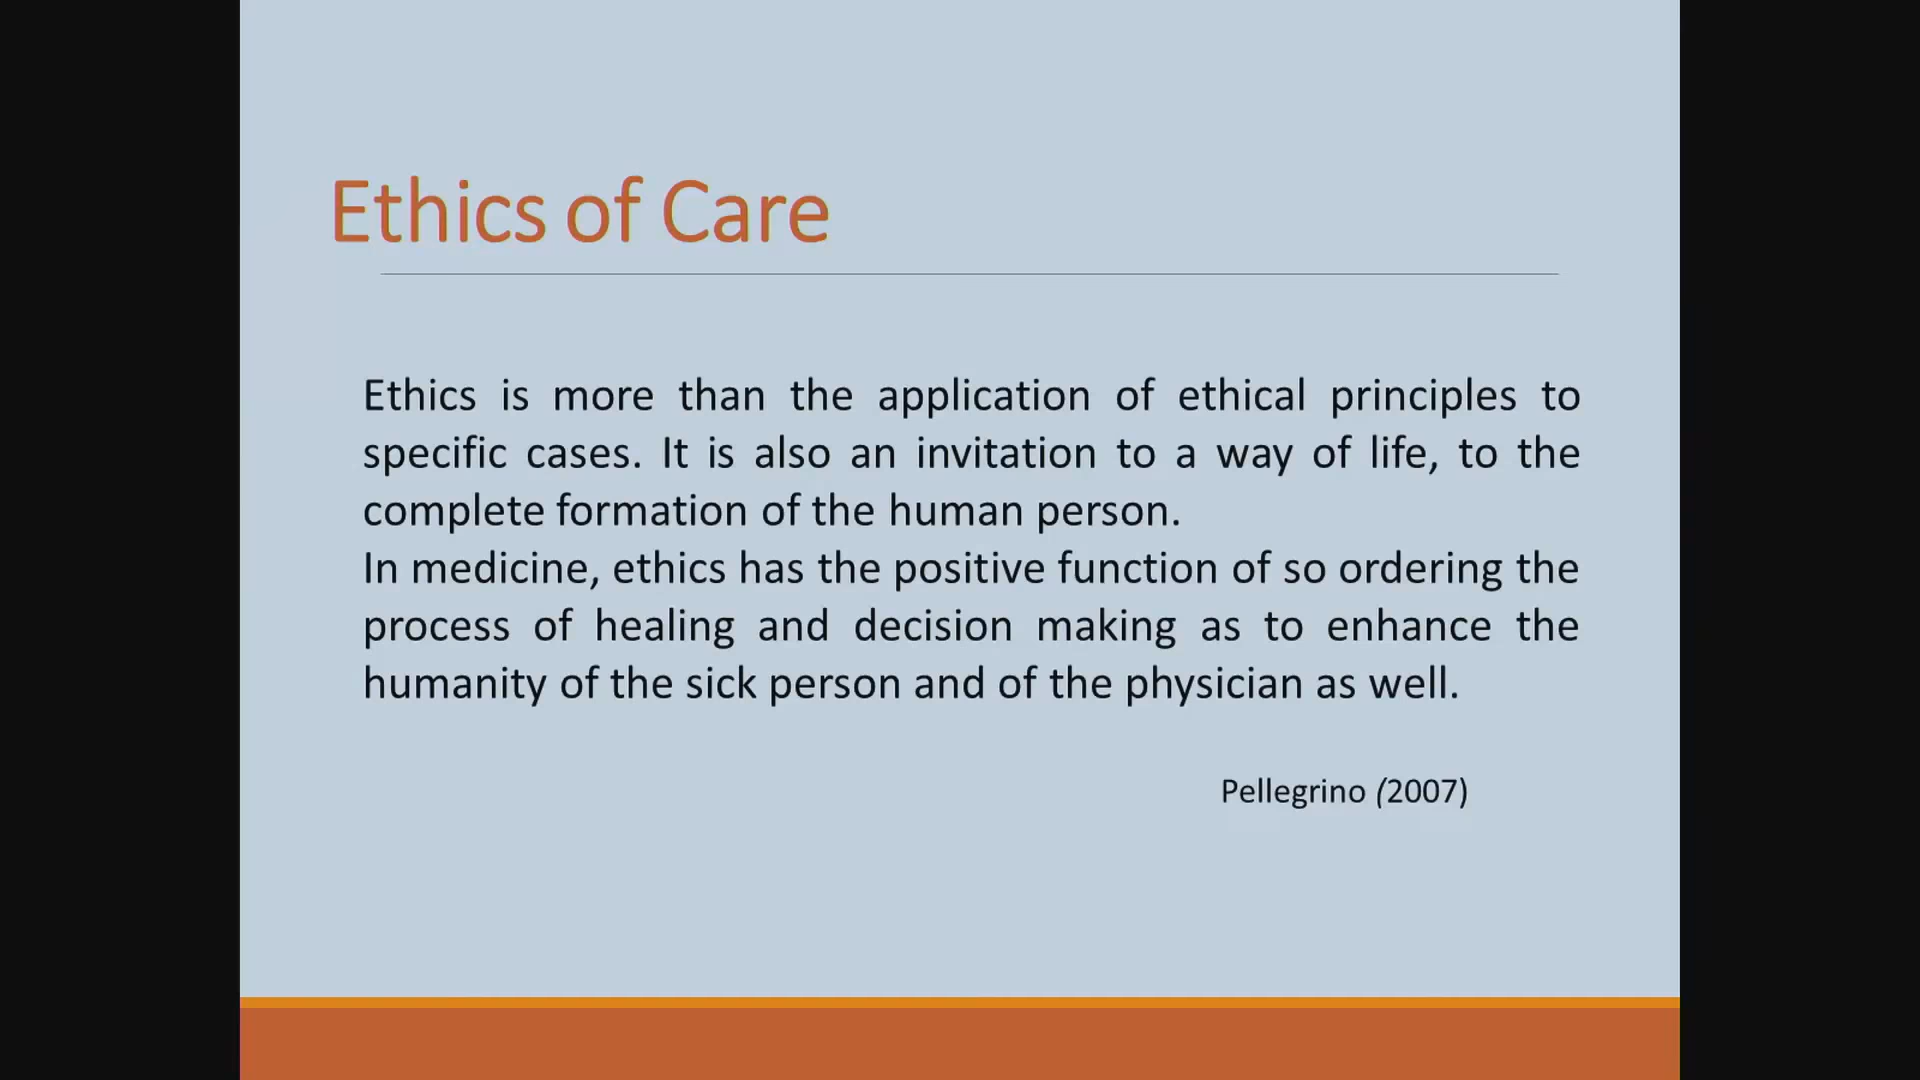 Ethics of Care
Ethics is more than the application of ethical principles to
specific cases. It is also an invitation to a way of life, to the
complete formation of the human person.
In medicine, ethics has the positive function of so ordering the
process of healing and decision making as to enhance the
humanity of the sick person and of the physician as well.
Pellegrino (2007)